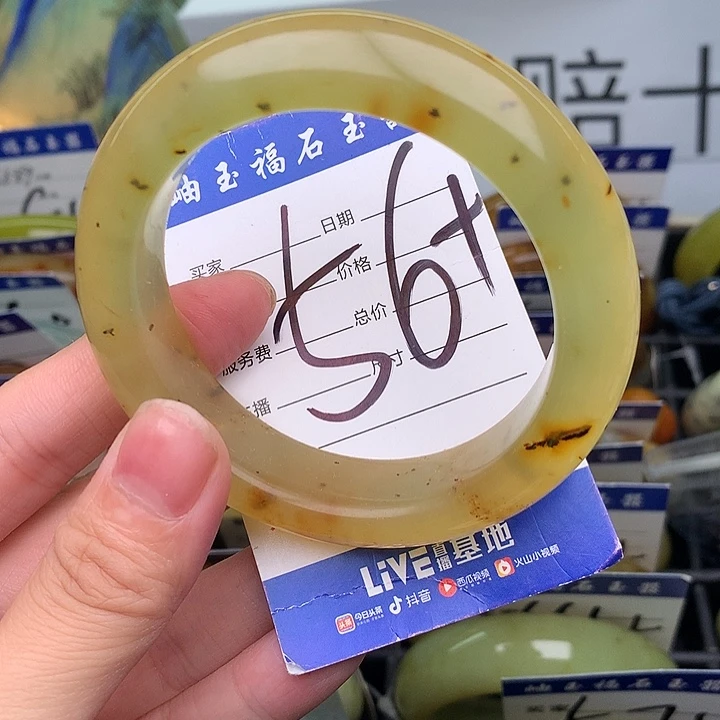 赔十
岫玉福石玉
日期
买家
价格
总价
服务费
尺寸
播
56+
LiVE直播基地
今日头条 抖音 西瓜视频 火山小视频